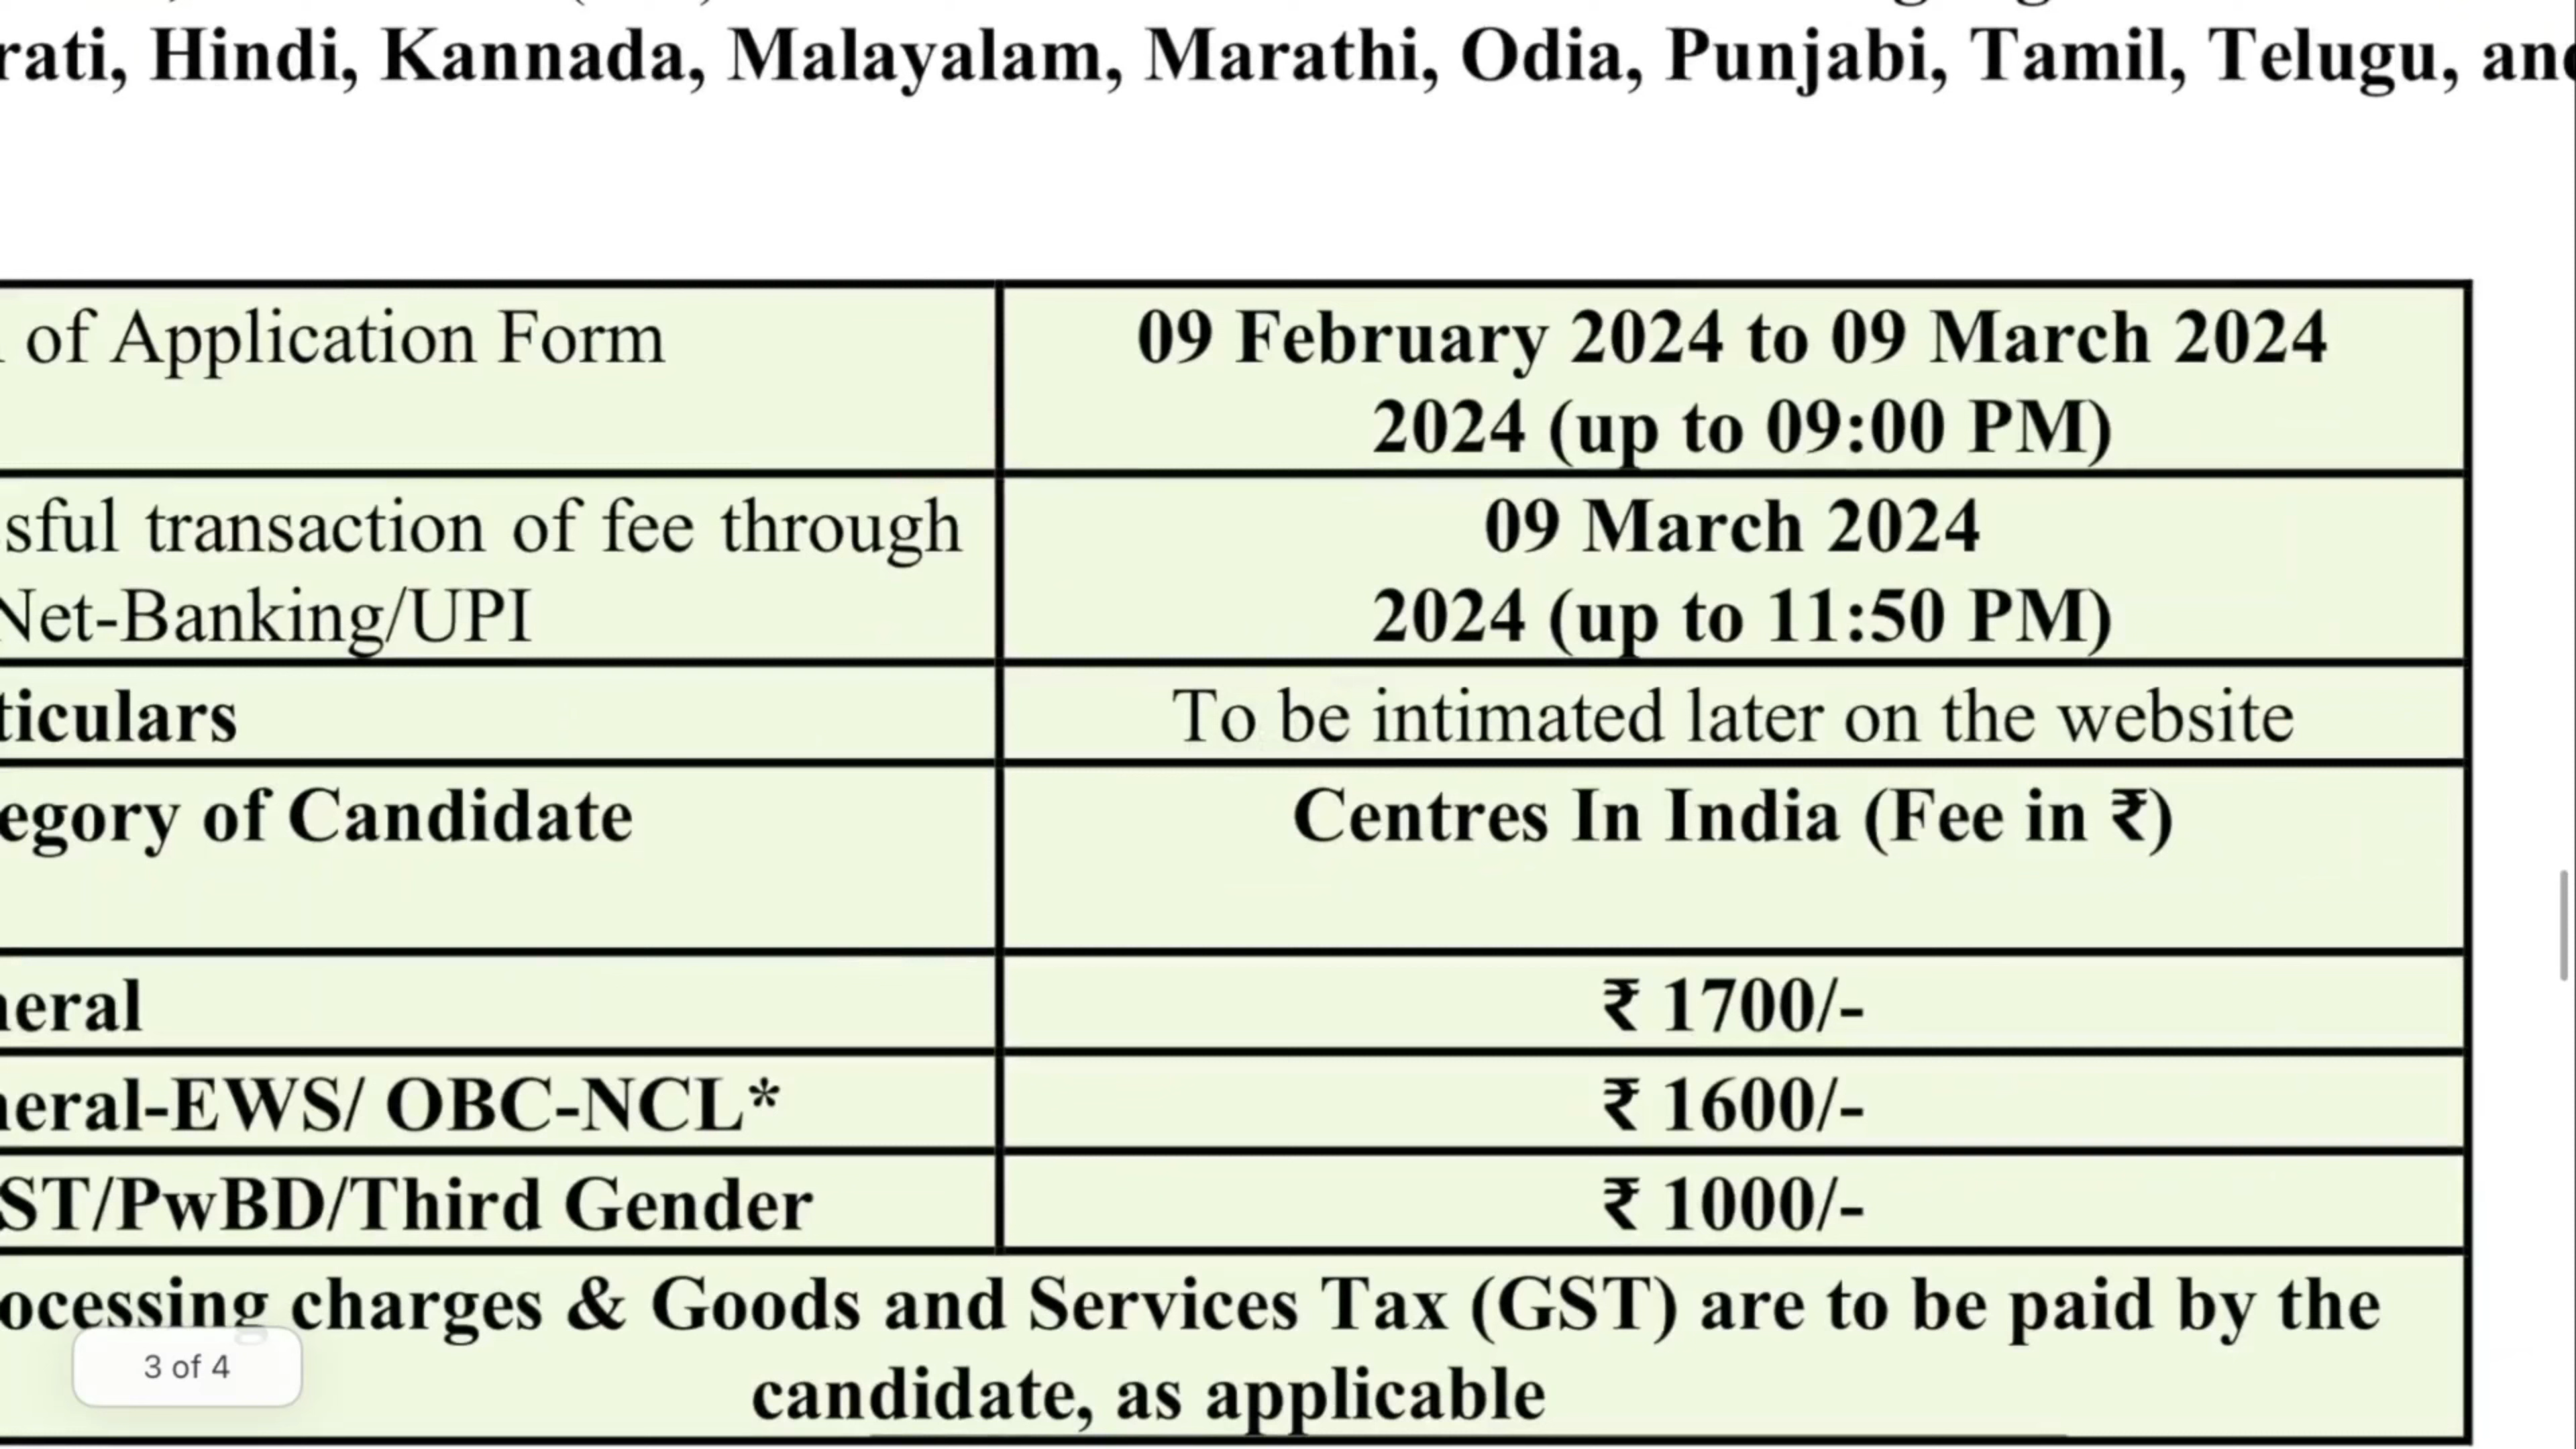 rati, Hindi, Kannada, Malayalam, Marathi, Odia, Punjabi, Tamil, Telugu, and
of Application Form
09 February 2024 to 09 March 2024
2024 (up to 09:00 PM)
sful transaction of fee through
Net-Banking/UPI
09 March 2024
2024 (up to 11:50 PM)
ticulars
To be intimated later on the website
egory of Candidate
Centres In India (Fee in ₹)
neral
₹ 1700/-
neral-EWS/ OBC-NCL*
₹ 1600/-
ST/PwBD/Third Gender
₹ 1000/-
ocessing charges & Goods and Services Tax (GST) are to be paid by the
candidate, as applicable
3 of 4